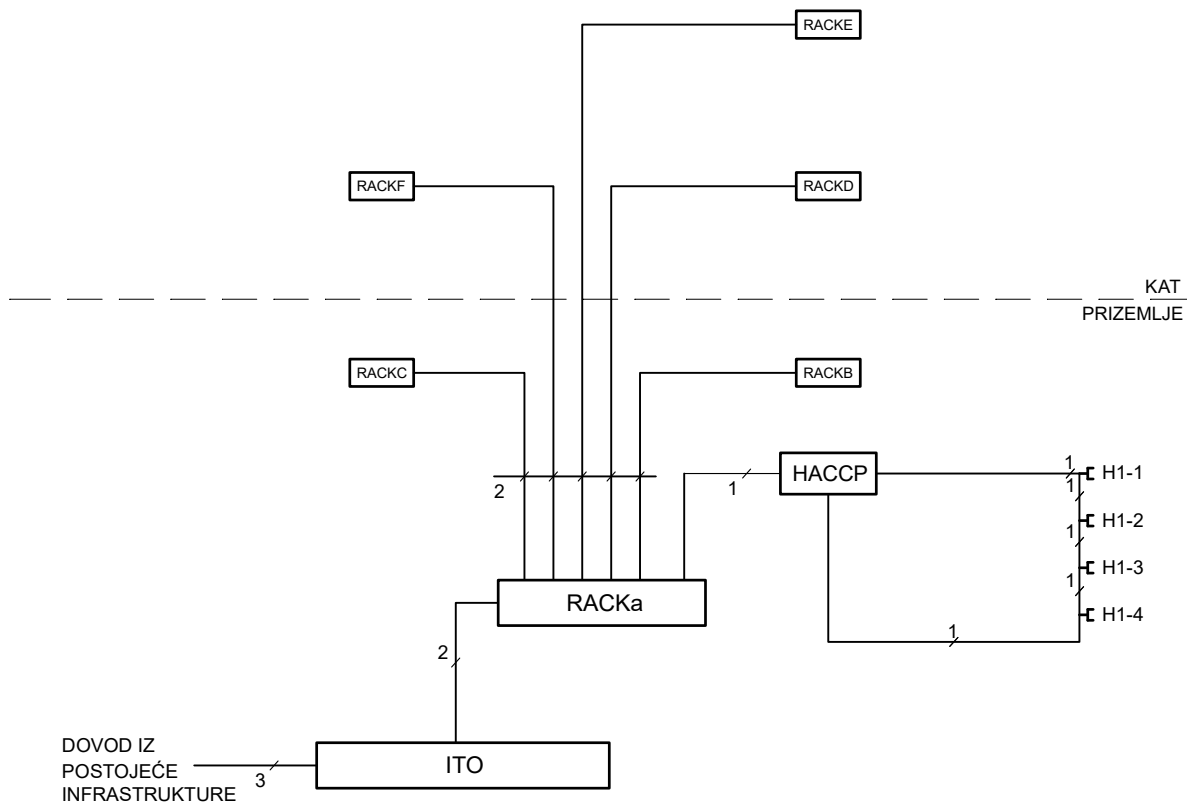 RACKE
RACKF
RACKD
KAT
PRIZEMLJE
RACKC
RACKB
2
1
HACCP
1
H1-1
1
H1-2
1
H1-3
1
H1-4
1
RACKa
2
DOVOD IZ
POSTOJEĆE
INFRASTRUKTURE
3
ITO